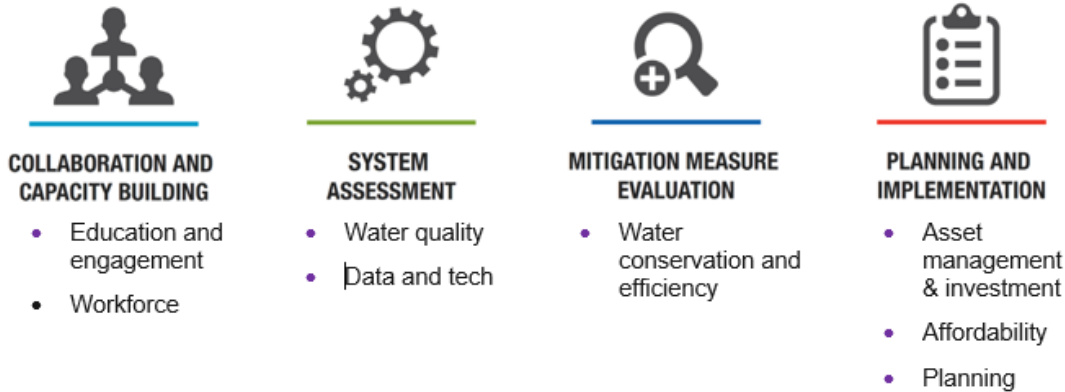 COLLABORATION AND
CAPACITY BUILDING
• Education and
engagement
• Workforce
SYSTEM
ASSESSMENT
• Water quality
• Data and tech
MITIGATION MEASURE
EVALUATION
• Water
conservation and
efficiency
PLANNING AND
IMPLEMENTATION
• Asset
management
& investment
• Affordability
• Planning